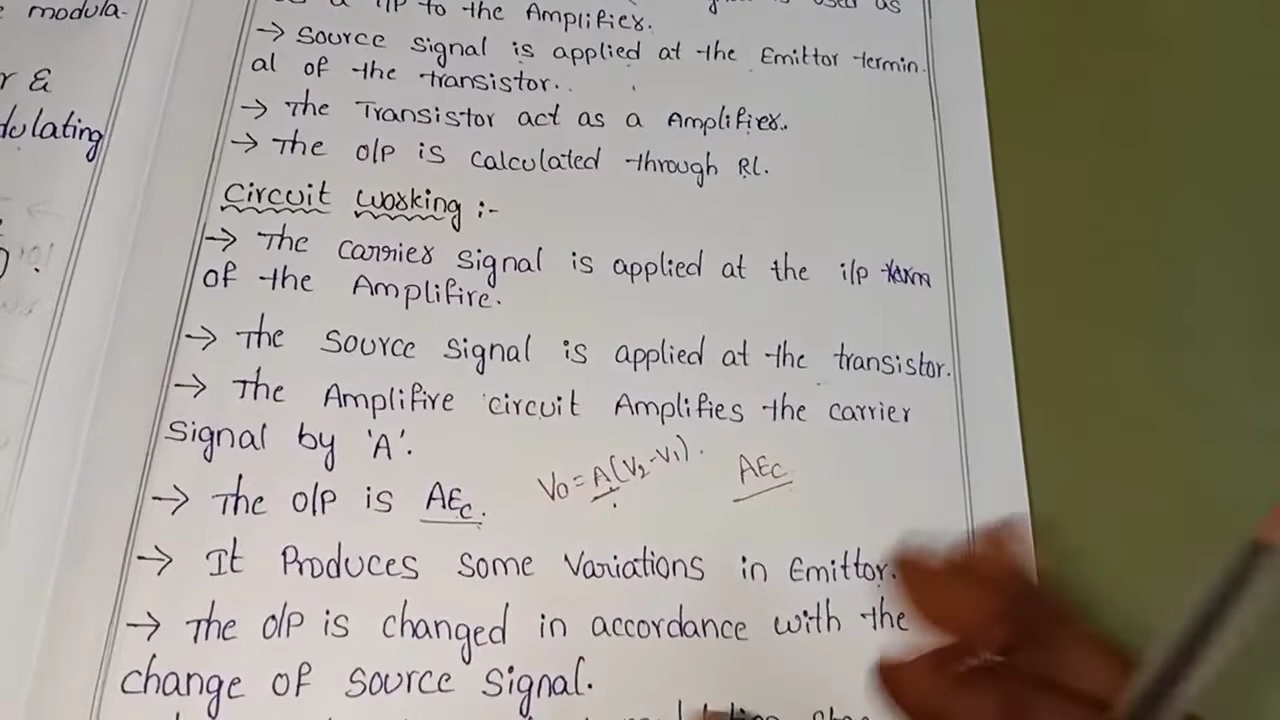 modula-
r &
dulating
i/p to the Amplifier.
used as
→ Source signal is applied at the Emittor termin
al of the transistor..
→ The Transistor act as a Amplifier.
→ The o/p is calculated through RL.
Circuit working :-
→ The carrier signal is applied at the i/p term
of the Amplifire.
→ The source signal is applied at the transistor.
→ The Amplifire circuit Amplifies the carrier
signal by 'A'.
→ The o/p is AEc. Vo = A(V2-V1). AEc
→ It Produces some Variations in Emittor.
→ The o/p is changed in accordance with the
change of source signal.